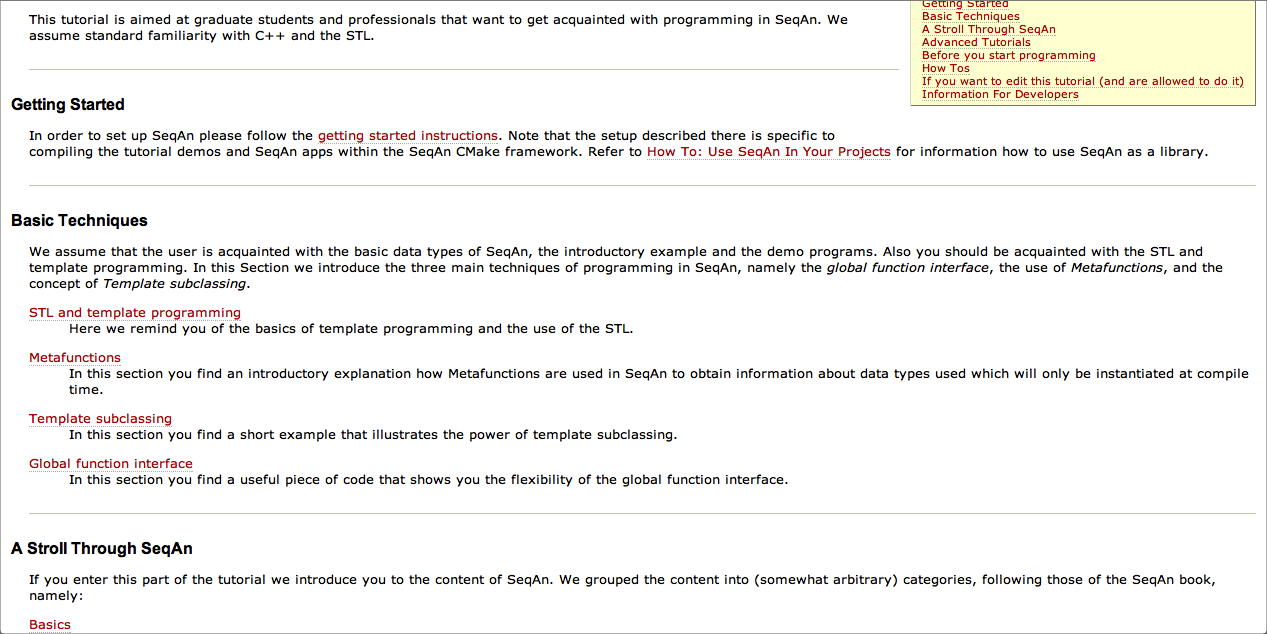 This tutorial is aimed at graduate students and professionals that want to get acquainted with programming in SeqAn. We
assume standard familiarity with C++ and the STL.
Getting Started
Basic Techniques
A Stroll Through SeqAn
Advanced Tutorials
Before you start programming
How Tos
If you want to edit this tutorial (and are allowed to do it)
Information For Developers
Getting Started
In order to set up SeqAn please follow the getting started instructions. Note that the setup described there is specific to
compiling the tutorial demos and SeqAn apps within the SeqAn CMake framework. Refer to How To: Use SeqAn In Your Projects for information how to use SeqAn as a library.
Basic Techniques
We assume that the user is acquainted with the basic data types of SeqAn, the introductory example and the demo programs. Also you should be acquainted with the STL and
template programming. In this Section we introduce the three main techniques of programming in SeqAn, namely the global function interface, the use of Metafunctions, and the
concept of Template subclassing.
STL and template programming
Here we remind you of the basics of template programming and the use of the STL.
Metafunctions
In this section you find an introductory explanation how Metafunctions are used in SeqAn to obtain information about data types used which will only be instantiated at compile
time.
Template subclassing
In this section you find a short example that illustrates the power of template subclassing.
Global function interface
In this section you find a useful piece of code that shows you the flexibility of the global function interface.
A Stroll Through SeqAn
If you enter this part of the tutorial we introduce you to the content of SeqAn. We grouped the content into (somewhat arbitrary) categories, following those of the SeqAn book,
namely:
Basics